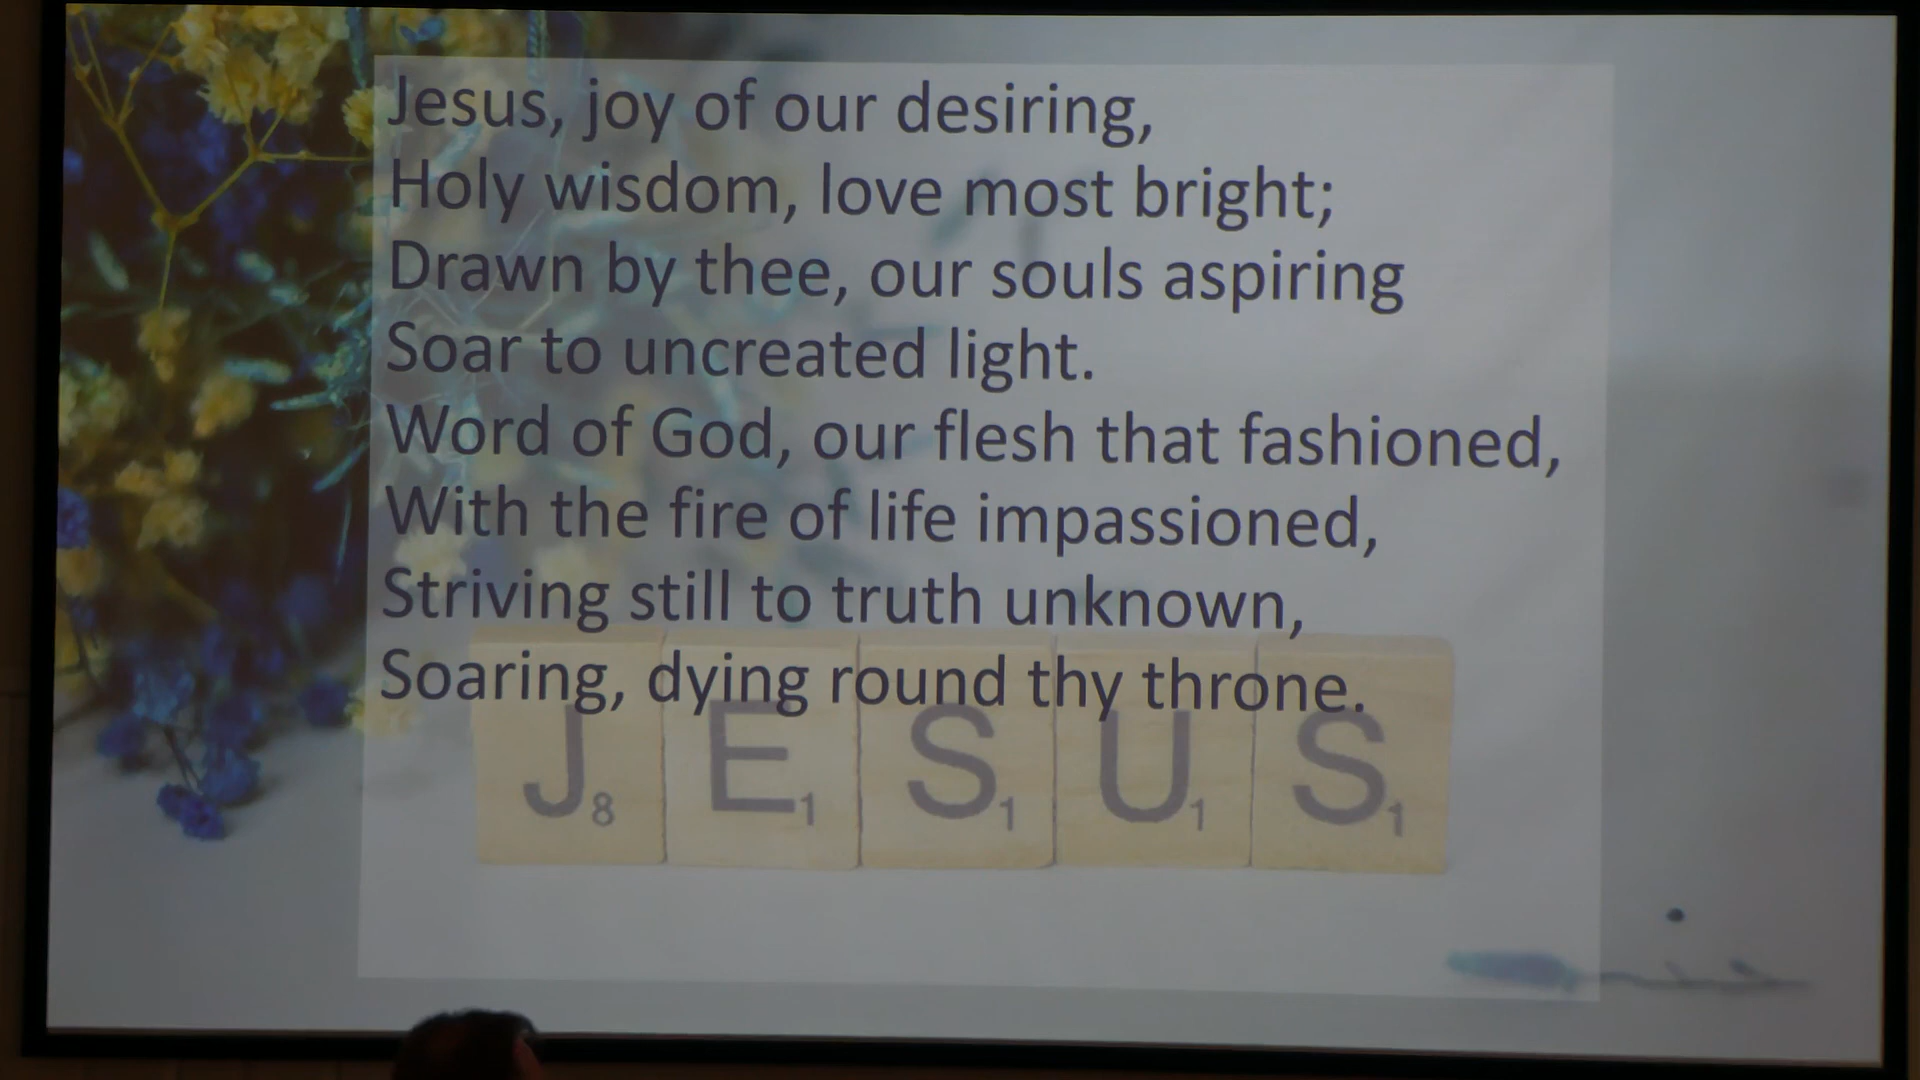 Jesus, joy of our desiring,
Holy wisdom, love most bright;
Drawn by thee, our souls aspiring
Soar to uncreated light.
Word of God, our flesh that fashioned,
With the fire of life impassioned,
Striving still to truth unknown,
Soaring, dying round thy throne.
J8 E1 S1 U1 S1